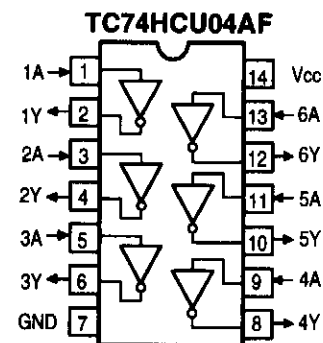 TC74HCU04AF
1A 1 14 Vcc
1Y 2 13 6A
2A 3 12 6Y
2Y 4 11 5A
3A 5 10 5Y
3Y 6 9 4A
GND 7 8 4Y